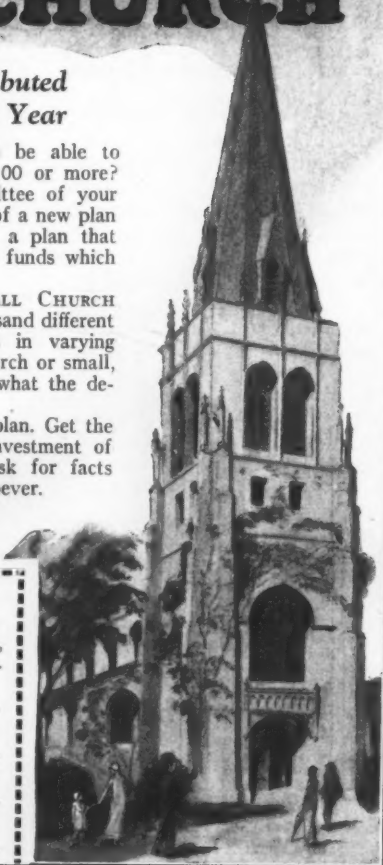 CHURCH
buted
Year
be able to
00 or more?
ttee of your
of a new plan
a plan that
funds which
LL CHURCH
sand different
in varying
rch or small,
what the de-
plan. Get the
nvestment of
sk for facts
ever.